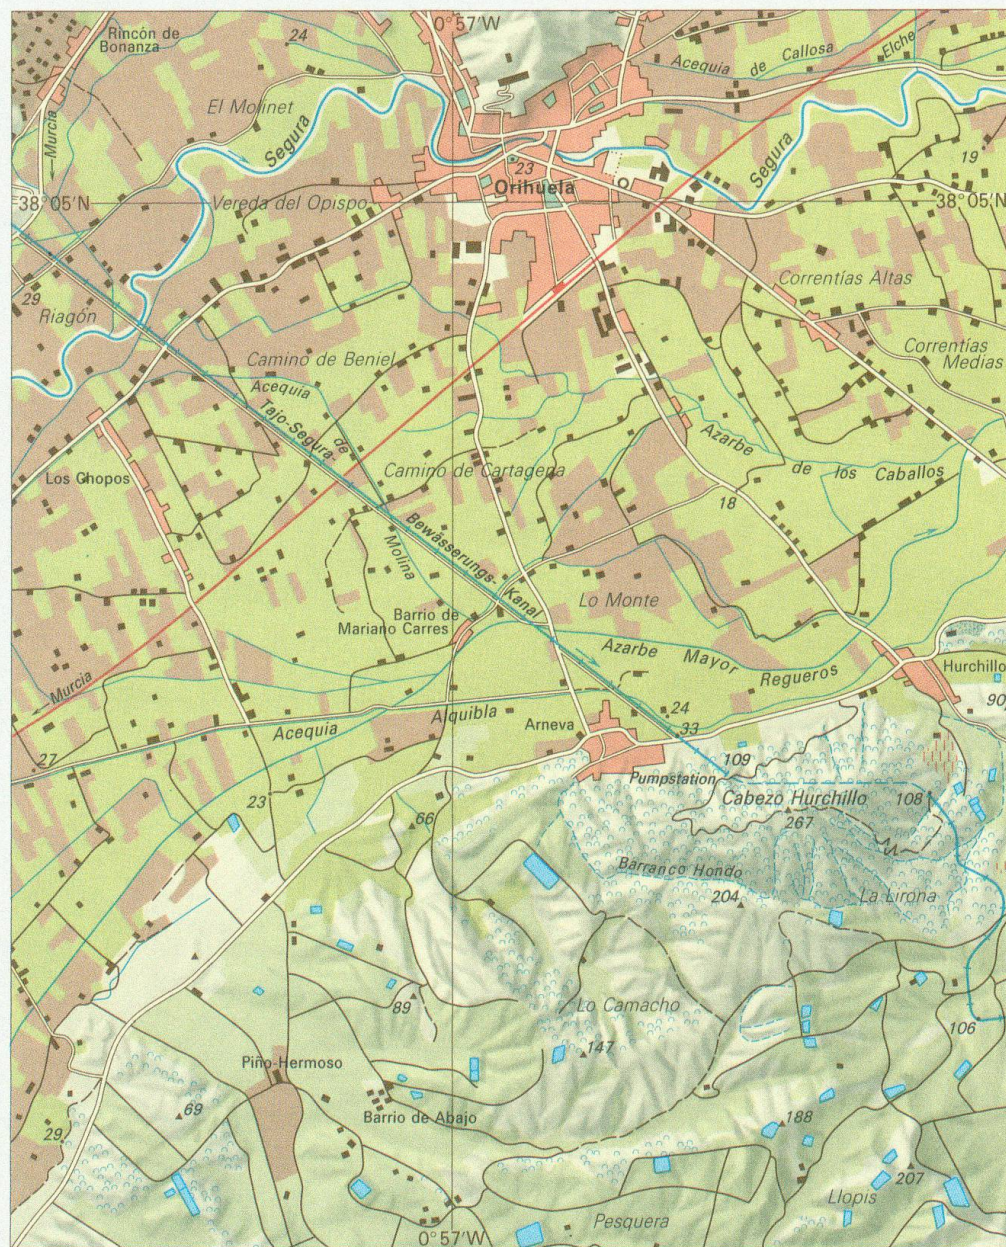 0°57'W
Rincón de
Bonanza
24
Acequia de Callosa
Elche
El Molinet
Murcia
Segura
Segura
19
23
Orihuela
38°05'N
Vereda del Opispo
38°05'N
29
Riagón
Correntías Altas
Camino de Beniel
Correntías
Medias
Acequia de Molina
Tajo-Segura-Bewässerungs-Kanal
Azarbe de los Caballos
Los Chopos
Camino de Cartagena
18
Barrio de
Mariano Carres
Lo Monte
Azarbe Mayor Regueros
Hurchillo
Murcia
90
Acequia Alquibla
Arneva
24
33
27
Pumpstation
109
23
Cabezo Hurchillo
108
66
267
Barranco Hondo
204
La Lirona
89
Lo Camacho
106
147
Piño-Hermoso
69
Barrio de Abajo
188
29
207
Llopis
Pesquera
0°57'W